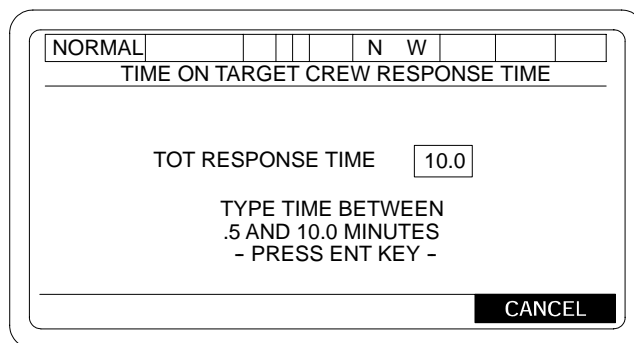 NORMAL N W
TIME ON TARGET CREW RESPONSE TIME
TOT RESPONSE TIME 10.0
TYPE TIME BETWEEN
.5 AND 10.0 MINUTES
- PRESS ENT KEY -
CANCEL